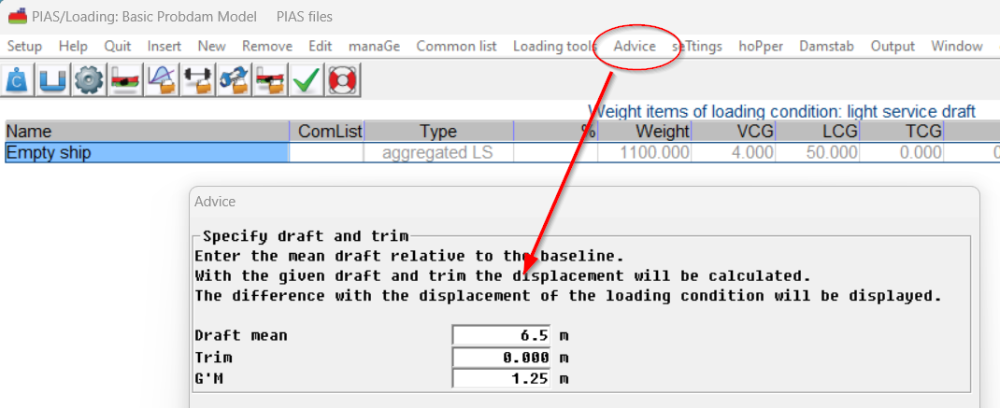 PIAS/Loading: Basic Probdam Model PIAS files
Setup Help Quit Insert New Remove Edit manaGe Common list Loading tools Advice seTtings hoPper Damstab Output Window
Weight items of loading condition: light service draft
Name ComList Type % Weight VCG LCG TCG
Empty ship aggregated LS 1100.000 4.000 50.000 0.000 0
Advice
Specify draft and trim
Enter the mean draft relative to the baseline.
With the given draft and trim the displacement will be calculated.
The difference with the displacement of the loading condition will be displayed.
Draft mean 6.5 m
Trim 0.000 m
G'M 1.25 m